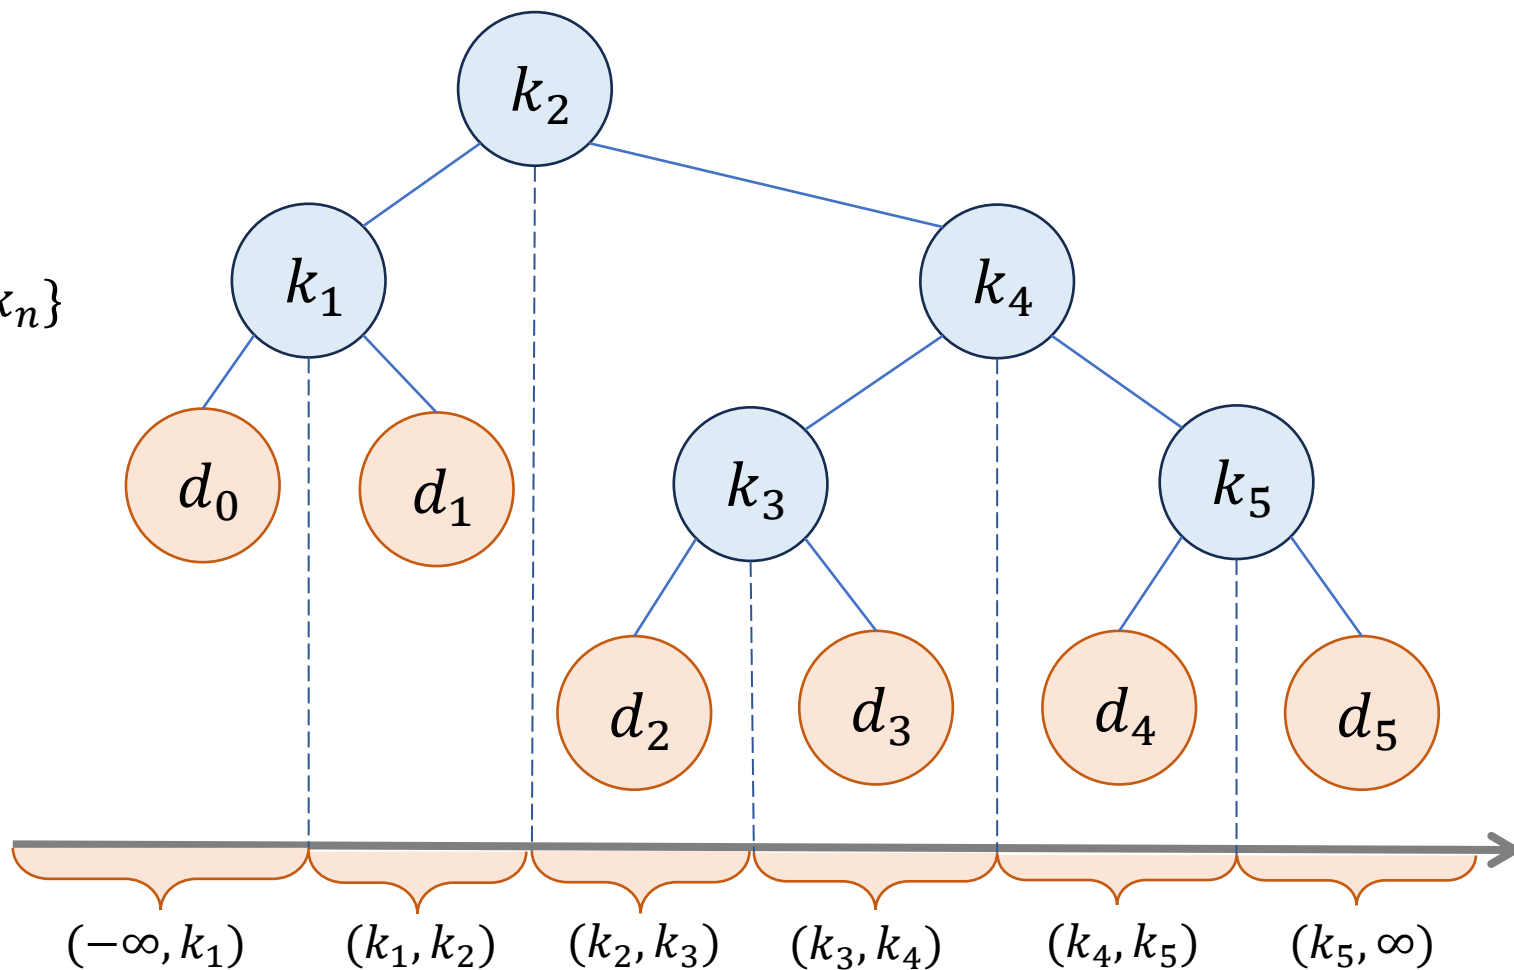 k₂
k₁ k₄
kₙ}
d₀ d₁ k₃ k₅
d₂ d₃ d₄ d₅
(−∞, k₁) (k₁, k₂) (k₂, k₃) (k₃, k₄) (k₄, k₅) (k₅, ∞)